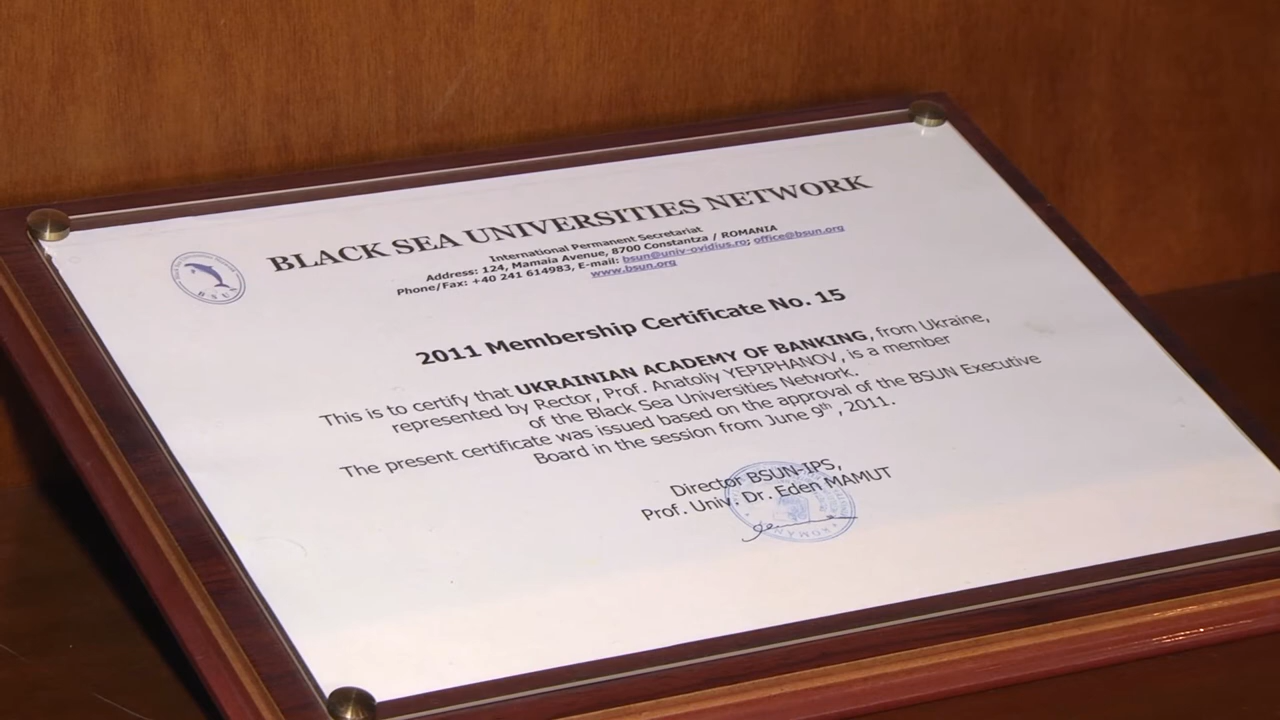 BLACK SEA UNIVERSITIES NETWORK
International Permanent Secretariat
Address: 124, Mamaia Avenue, 8700 Constantza / ROMANIA
Phone/Fax: +40 241 614983, E-mail: bsun@univ-ovidius.ro; office@bsun.org
www.bsun.org
BSUN
2011 Membership Certificate No. 15
This is to certify that UKRAINIAN ACADEMY OF BANKING, from Ukraine,
represented by Rector, Prof. Anatoliy YEPIPHANOV, is a member
of the Black Sea Universities Network.
The present certificate was issued based on the approval of the BSUN Executive
Board in the session from June 9th, 2011.
Director BSUN-IPS,
Prof. Univ. Dr. Eden MAMUT